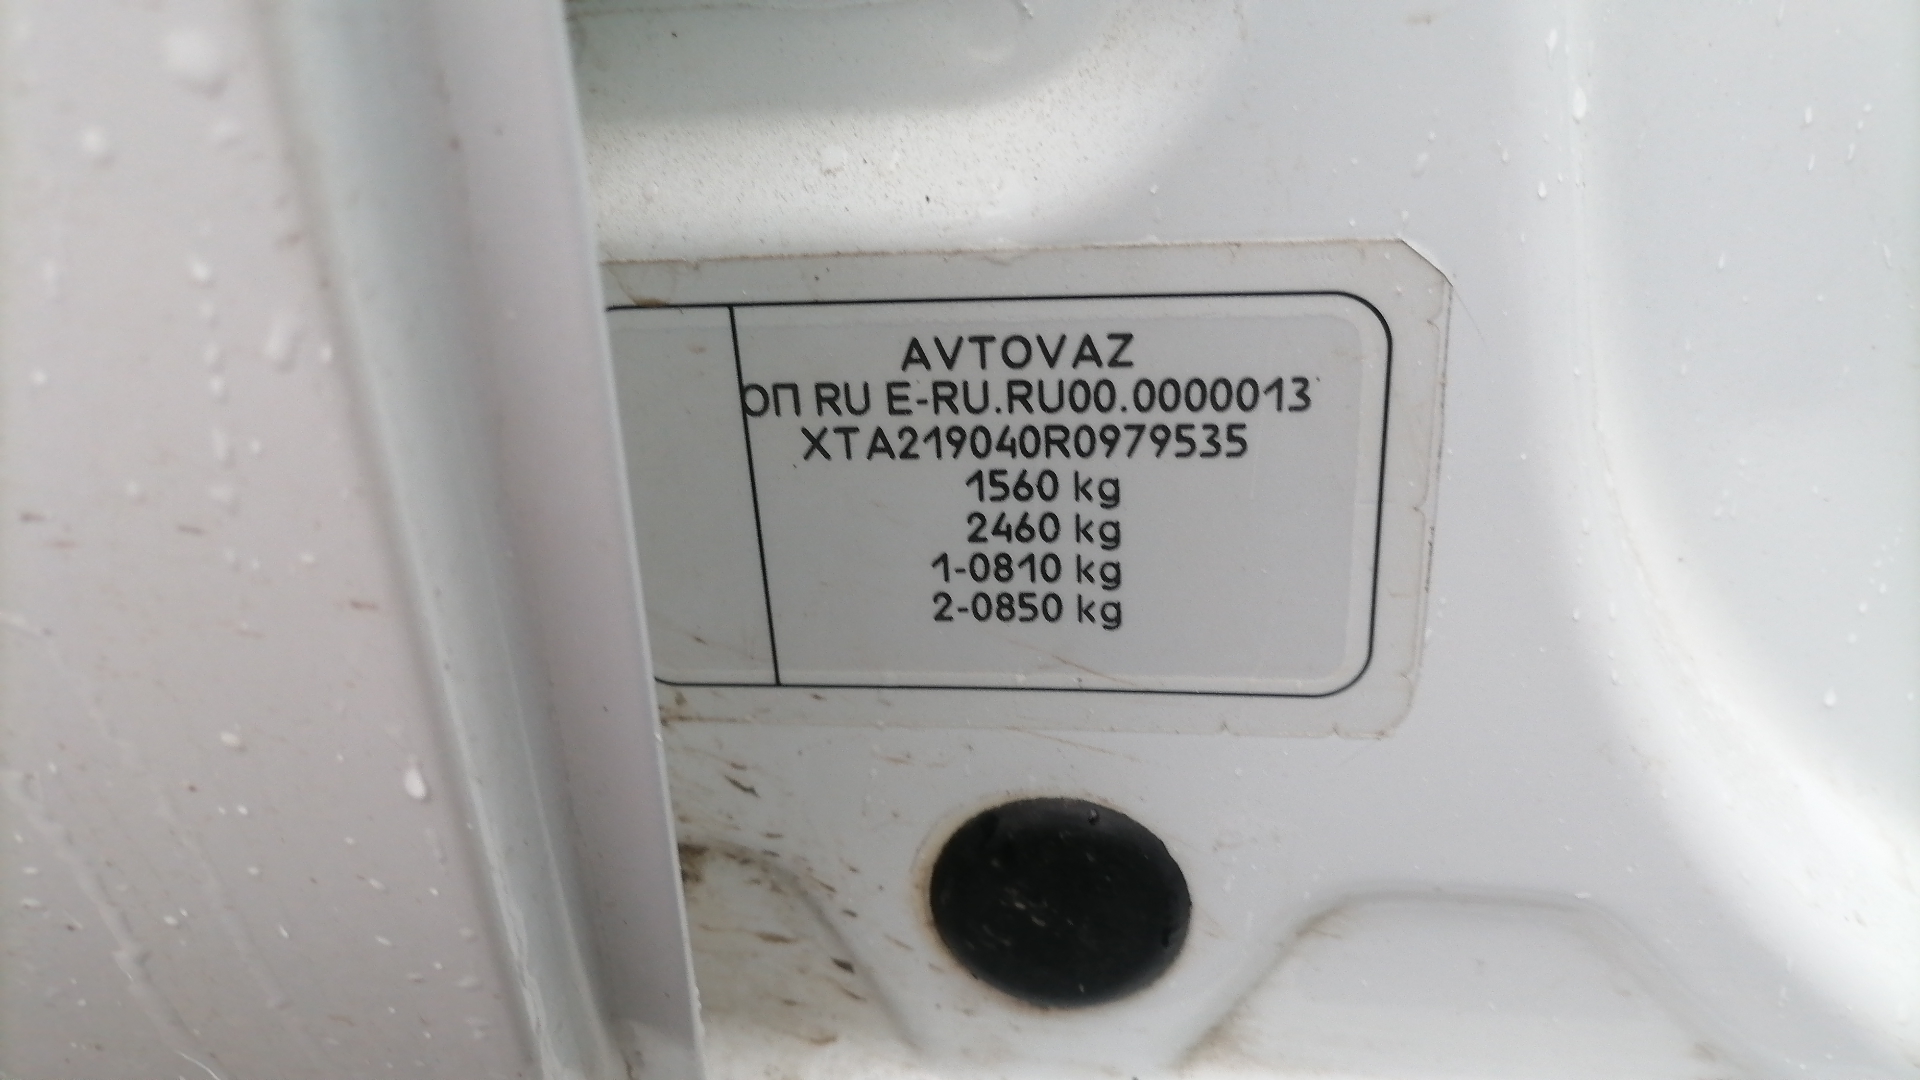 AVTOVAZ
ОП RU E-RU.RU00.0000013
XTA219040R0979535
1560 kg
2460 kg
1-0810 kg
2-0850 kg